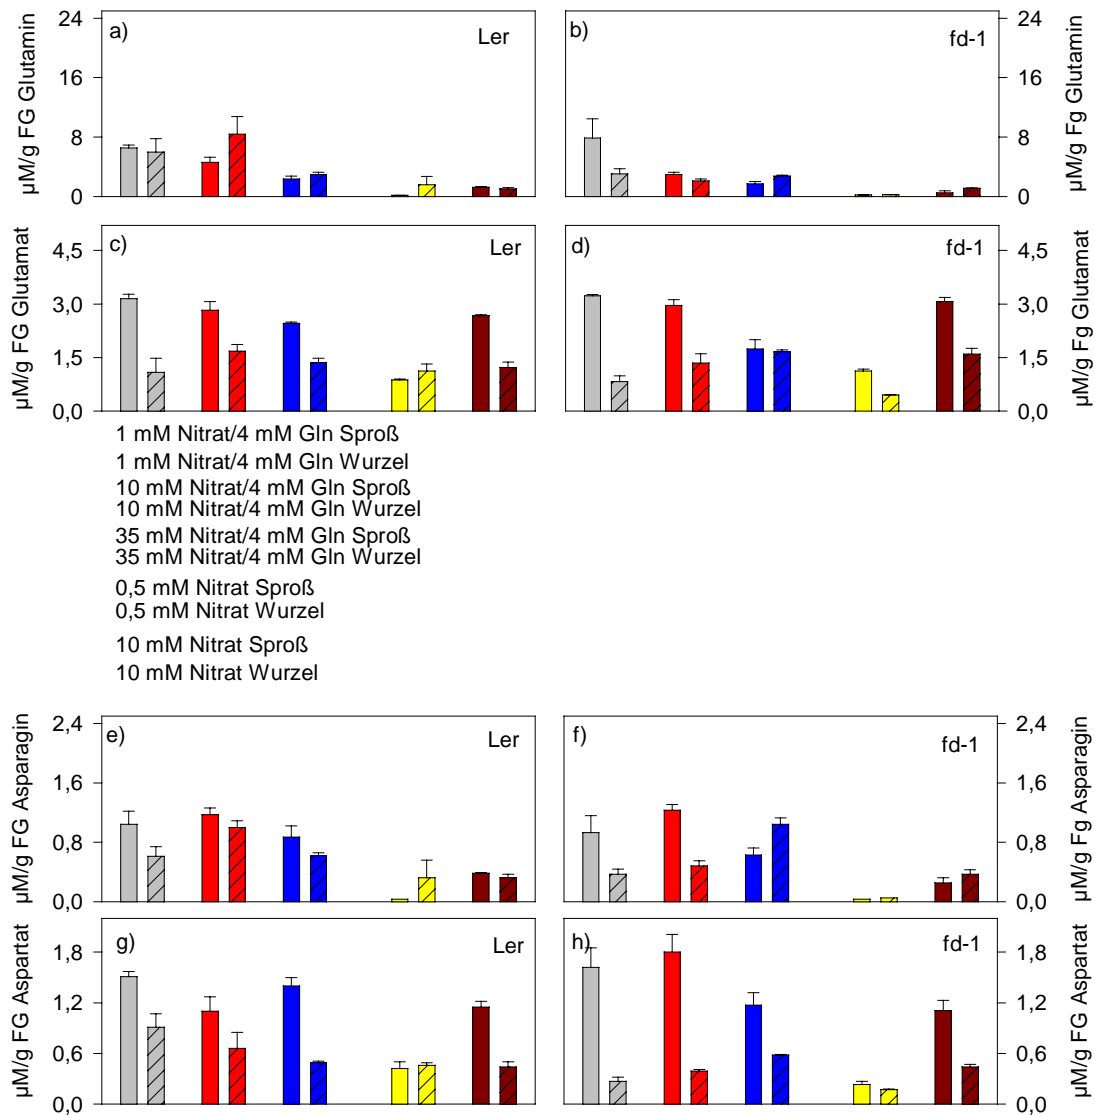 a)
Ler
b)
fd-1
24
16
8
0
µM/g FG Glutamin
24
16
8
0
µM/g Fg Glutamin
c)
Ler
d)
fd-1
4,5
3,0
1,5
0,0
µM/g FG Glutamat
4,5
3,0
1,5
0,0
µM/g Fg Glutamat
1 mM Nitrat/4 mM Gln Sproß
1 mM Nitrat/4 mM Gln Wurzel
10 mM Nitrat/4 mM Gln Sproß
10 mM Nitrat/4 mM Gln Wurzel
35 mM Nitrat/4 mM Gln Sproß
35 mM Nitrat/4 mM Gln Wurzel
0,5 mM Nitrat Sproß
0,5 mM Nitrat Wurzel
10 mM Nitrat Sproß
10 mM Nitrat Wurzel
e)
Ler
f)
fd-1
2,4
1,6
0,8
0,0
µM/g FG Asparagin
2,4
1,6
0,8
0,0
µM/g Fg Asparagin
g)
Ler
h)
fd-1
1,8
1,2
0,6
0,0
µM/g FG Aspartat
1,8
1,2
0,6
0,0
µM/g FG Aspartat